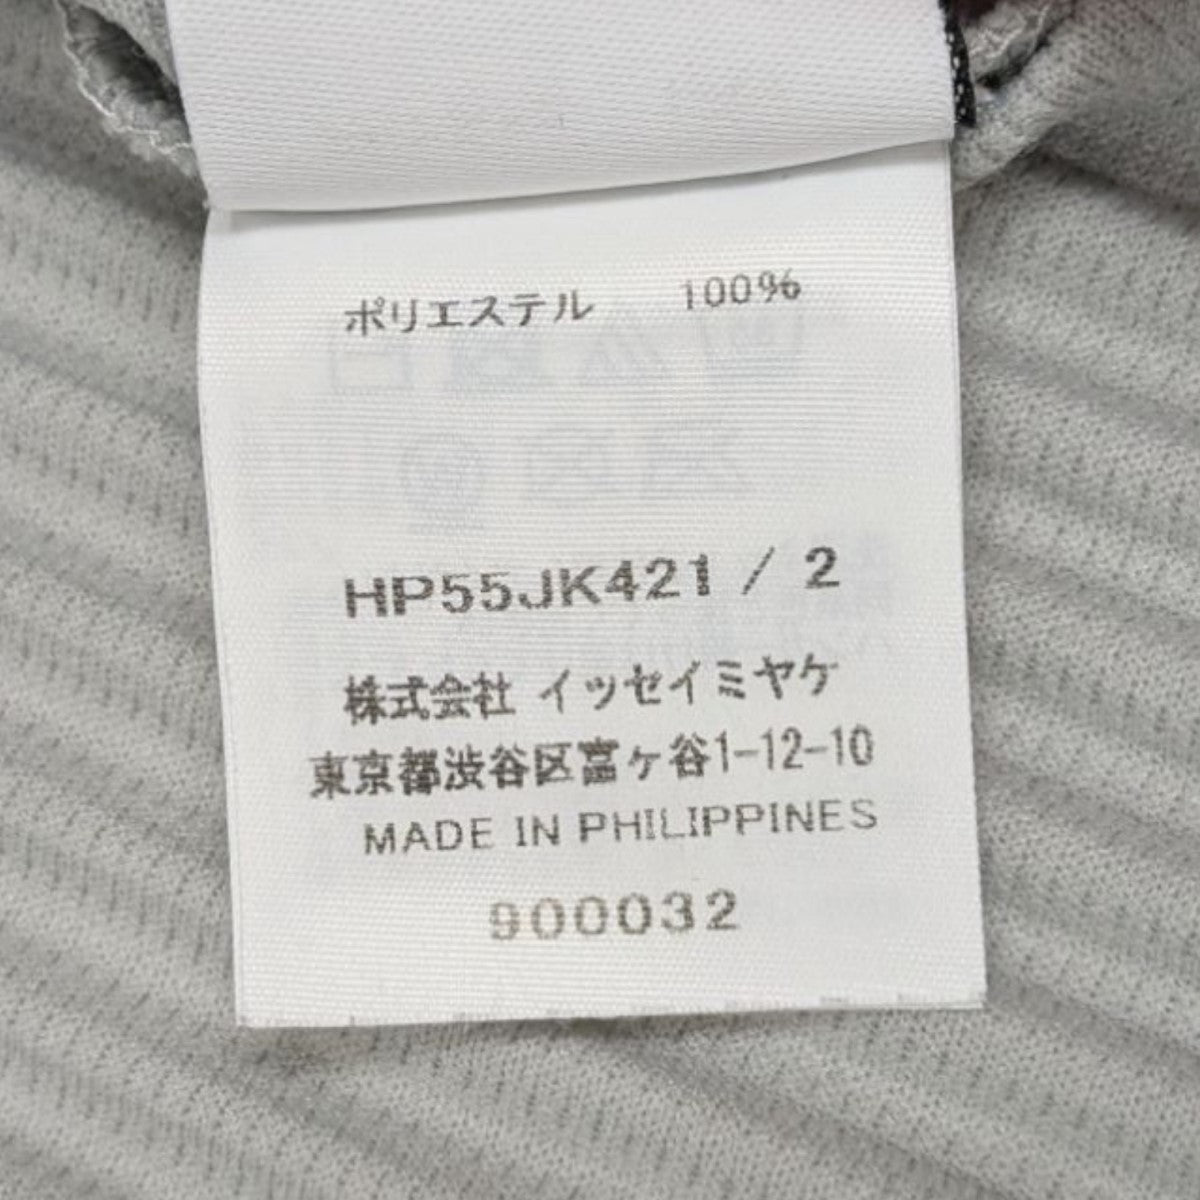 ポリエステル 100%
HP55JK421 / 2
株式会社 イッセイミヤケ
東京都渋谷区富ヶ谷1-12-10
MADE IN PHILIPPINES
900032